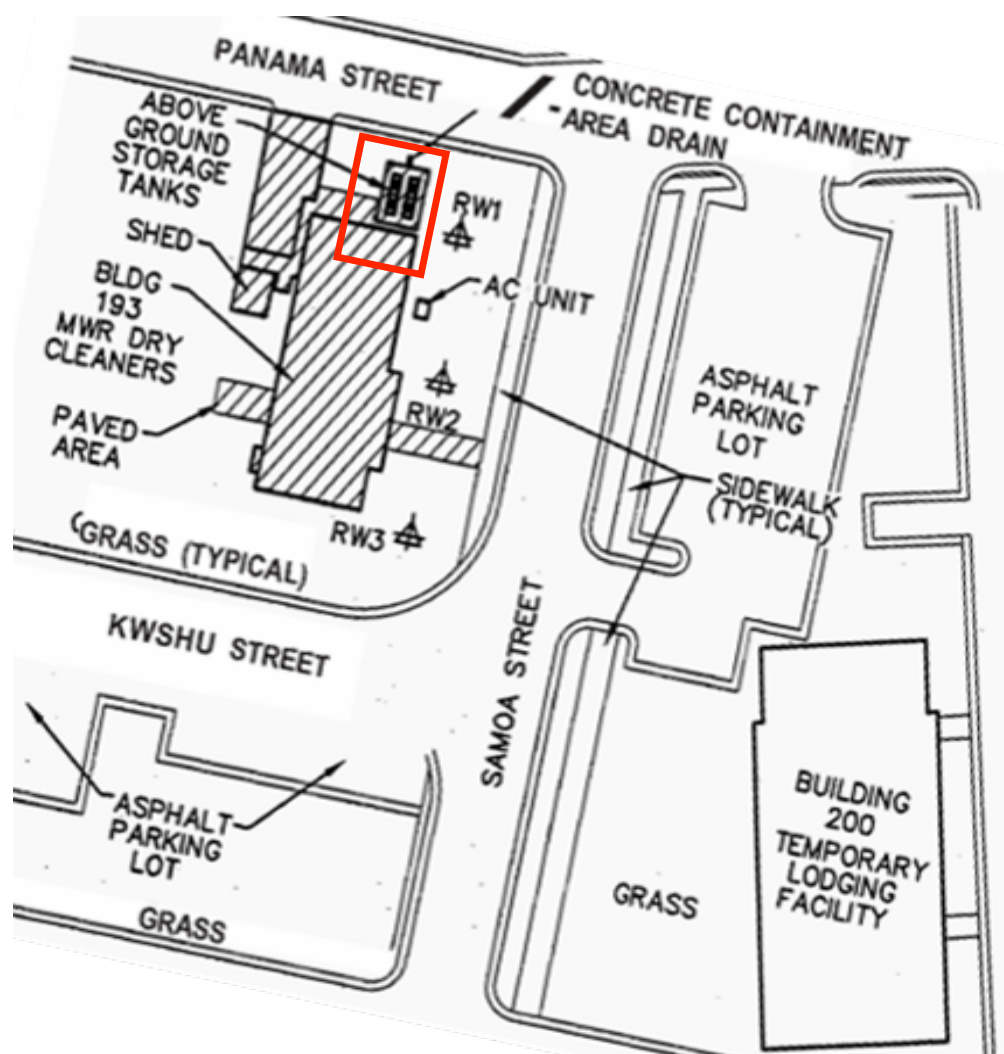 PANAMA STREET
CONCRETE CONTAINMENT
AREA DRAIN
ABOVE
GROUND
STORAGE
TANKS
RW1
SHED
AC UNIT
BLDG
193
MWR DRY
CLEANERS
RW2
PAVED
AREA
RW3
ASPHALT
PARKING
LOT
SIDEWALK
(TYPICAL)
GRASS (TYPICAL)
KWSHU STREET
SAMOA STREET
ASPHALT
PARKING
LOT
GRASS
GRASS
BUILDING
200
TEMPORARY
LODGING
FACILITY